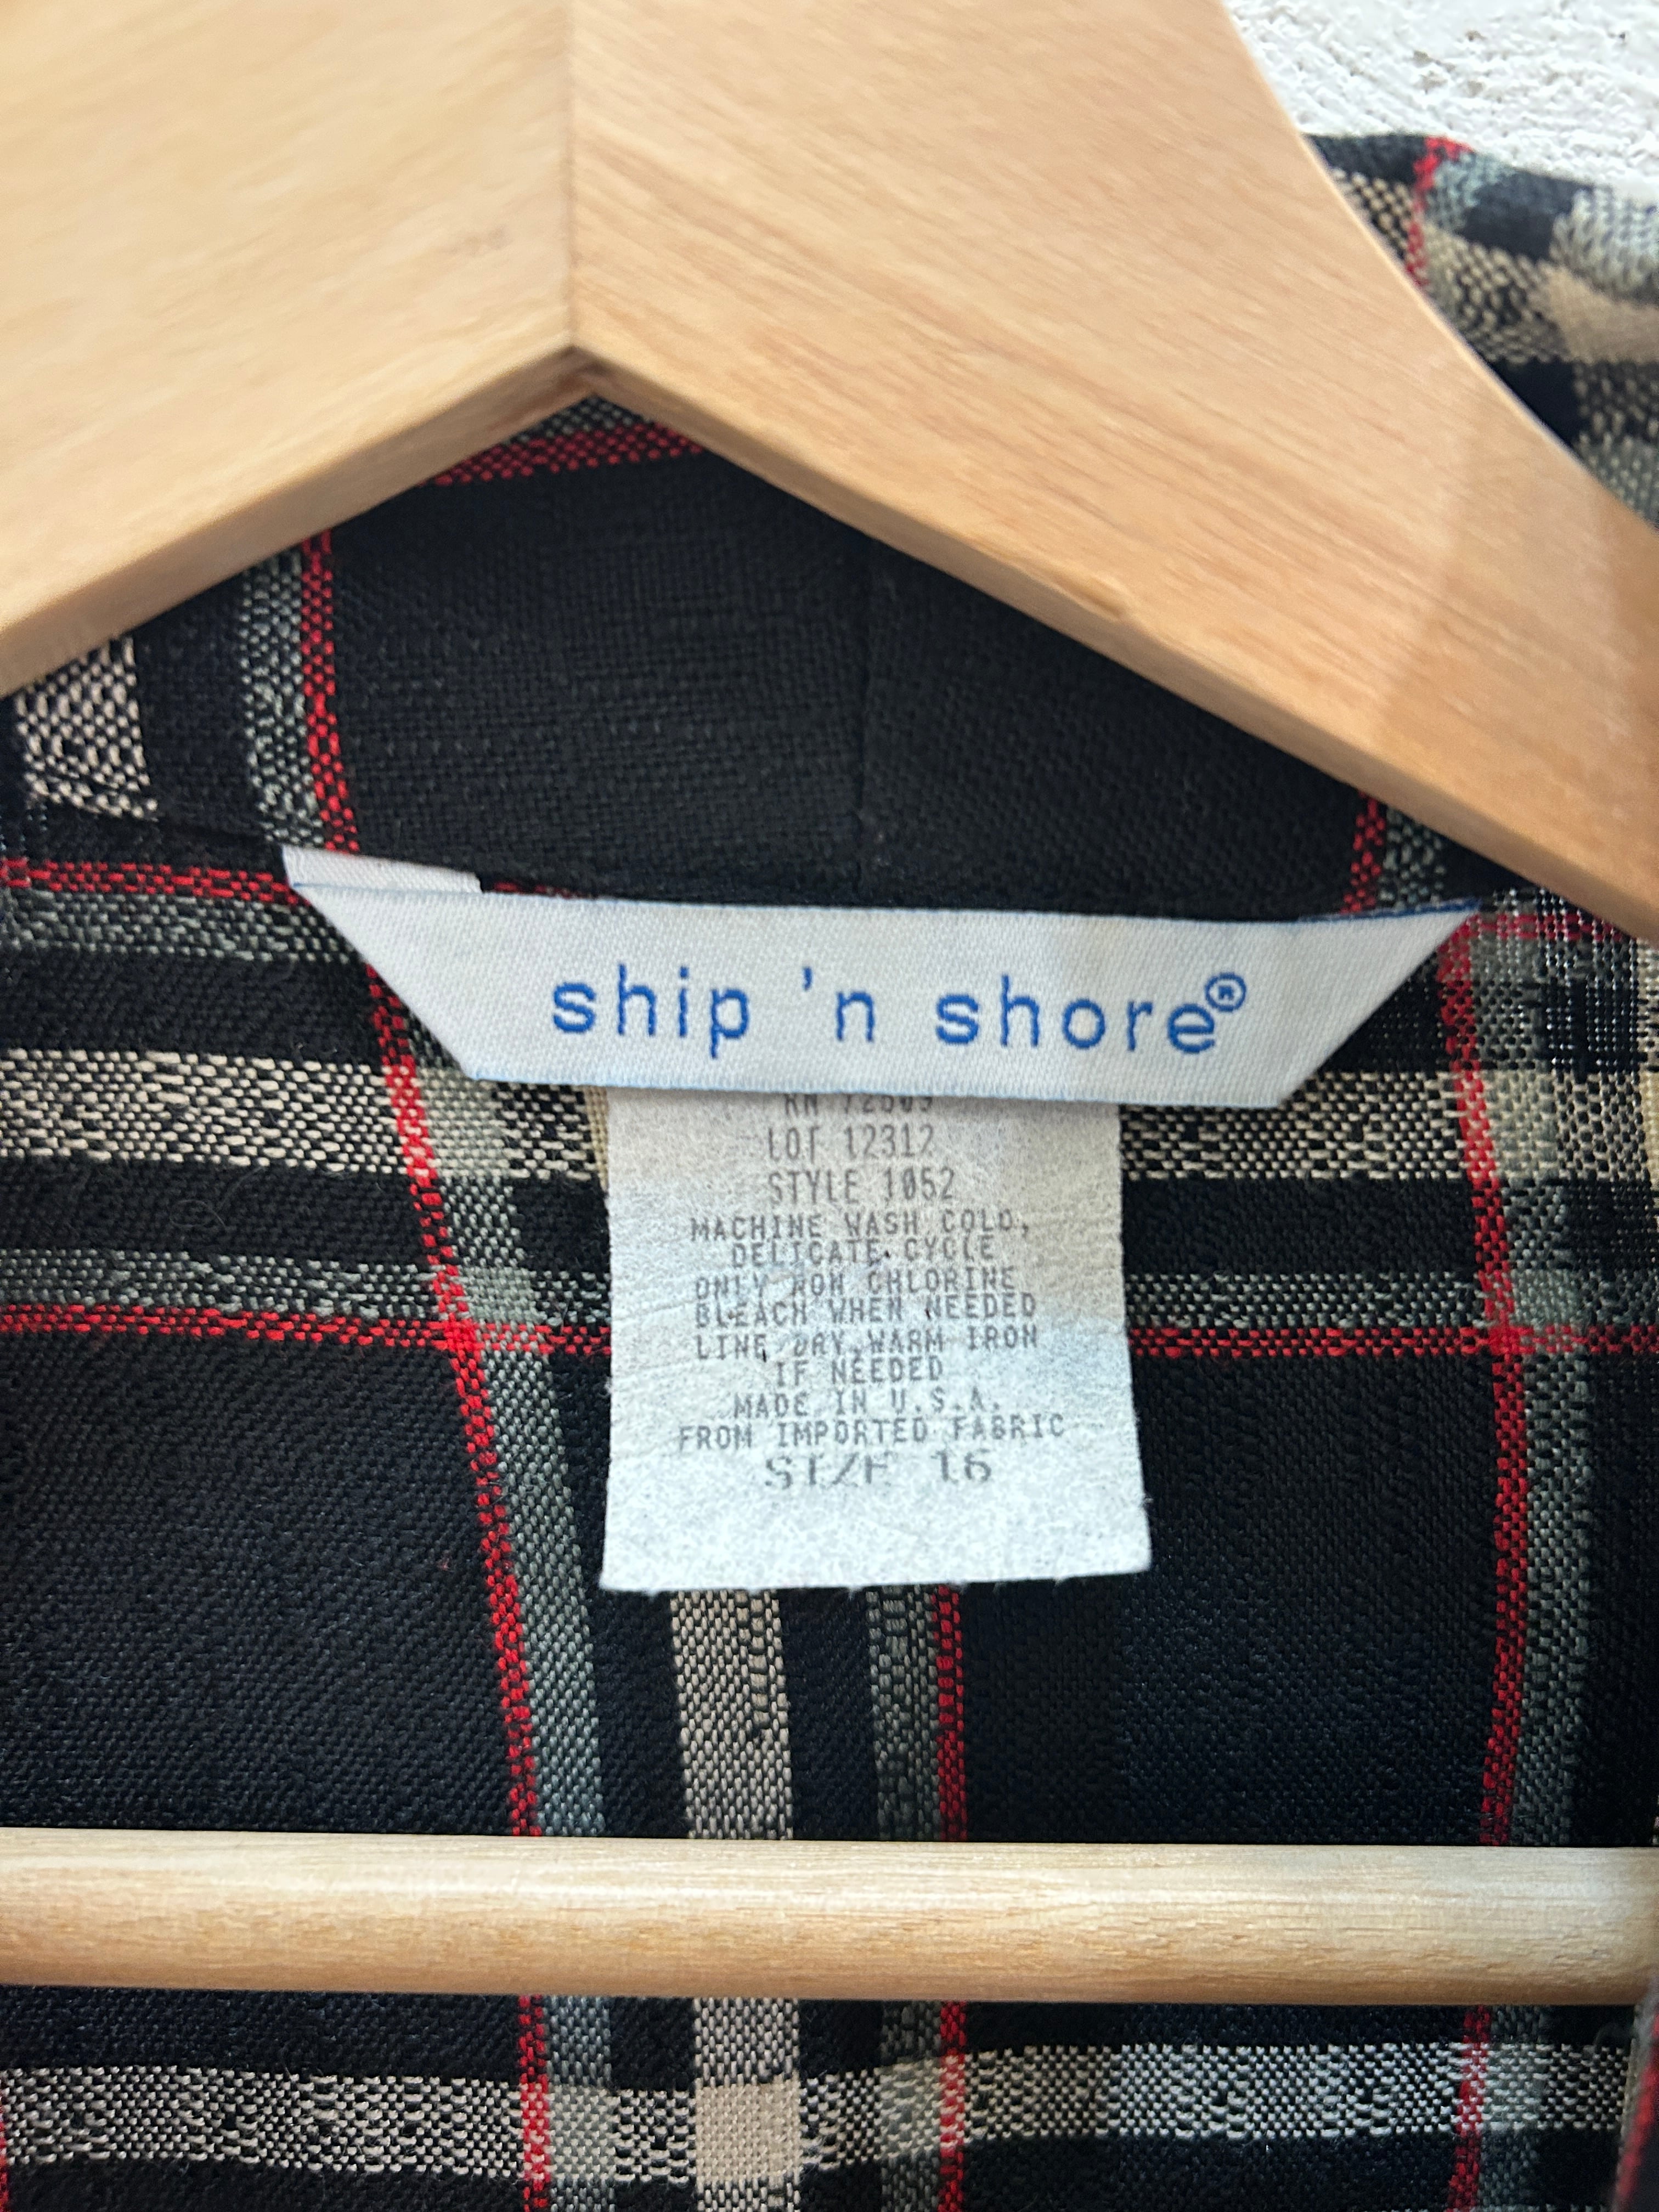 ship 'n shore®
LOT 12312
STYLE 1052
MACHINE WASH COLD,
DELICATE CYCLE
ONLY NON CHLORINE
BLEACH WHEN NEEDED
LINE DRY, WARM IRON
IF NEEDED
MADE IN U.S.A.
FROM IMPORTED FABRIC
SIZE 16